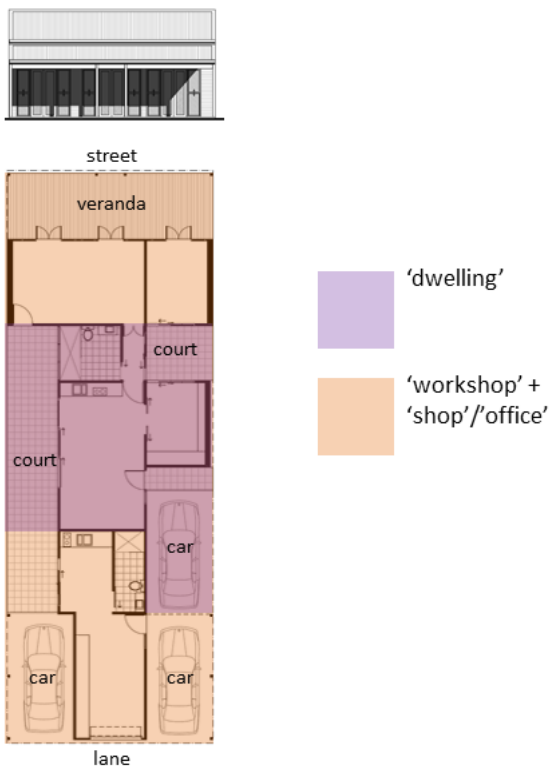 street
veranda
court
court
car
car
car
lane
‘dwelling’
‘workshop’ +
‘shop’/’office’